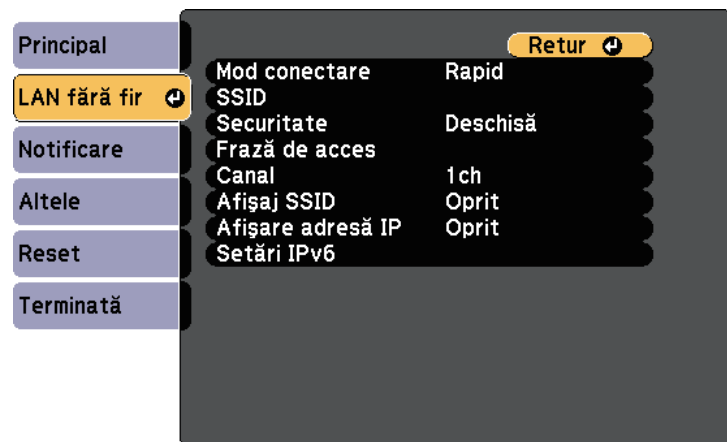 Principal
LAN fără fir
Notificare
Altele
Reset
Terminată
Retur
Mod conectare Rapid
SSID
Securitate Deschisă
Frază de acces
Canal 1ch
Afişaj SSID Oprit
Afişare adresă IP Oprit
Setări IPv6